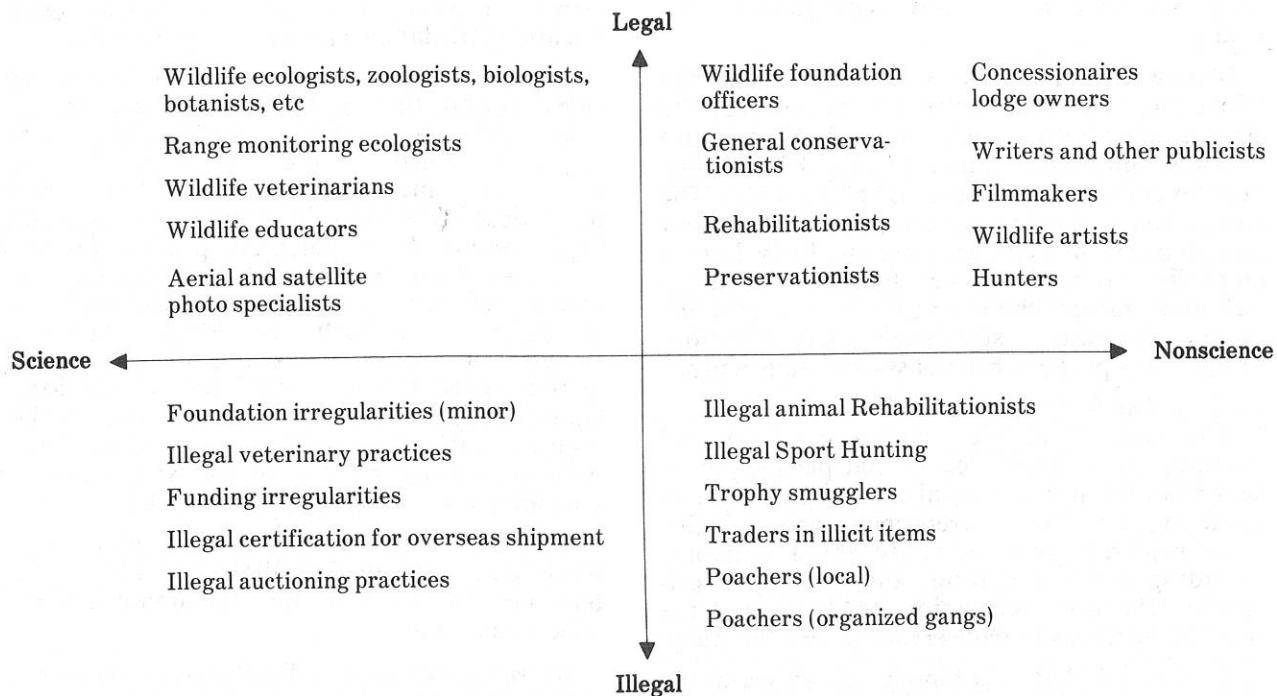 Legal
Wildlife ecologists, zoologists, biologists,
botanists, etc
Range monitoring ecologists
Wildlife veterinarians
Wildlife educators
Aerial and satellite
photo specialists
Wildlife foundation
officers
General conserva-
tionists
Rehabilitationists
Preservationists
Concessionaires
lodge owners
Writers and other publicists
Filmmakers
Wildlife artists
Hunters
Science
Nonscience
Foundation irregularities (minor)
Illegal veterinary practices
Funding irregularities
Illegal certification for overseas shipment
Illegal auctioning practices
Illegal animal Rehabilitationists
Illegal Sport Hunting
Trophy smugglers
Traders in illicit items
Poachers (local)
Poachers (organized gangs)
Illegal